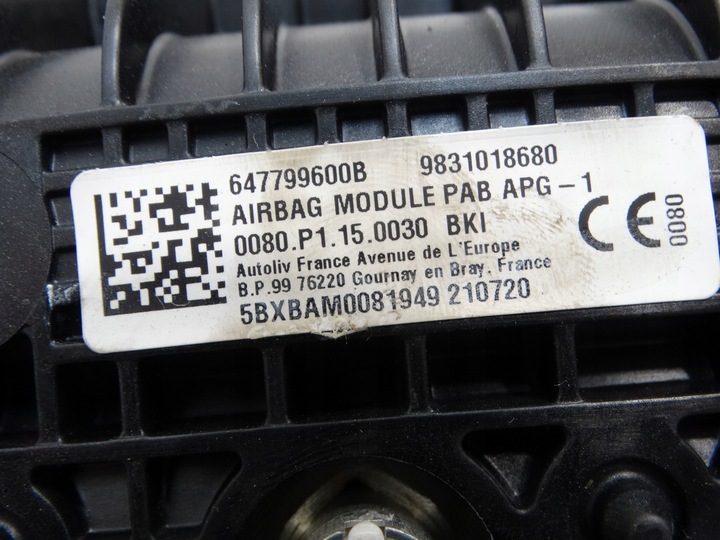 647799600B 9831018680
AIRBAG MODULE PAB APG-1
0080.P1.15.0030 BKI
Autoliv France Avenue de L'Europe
B.P.99 76220 Gournay en Bray, France
5BXBAM0081949 210720
CE 0080